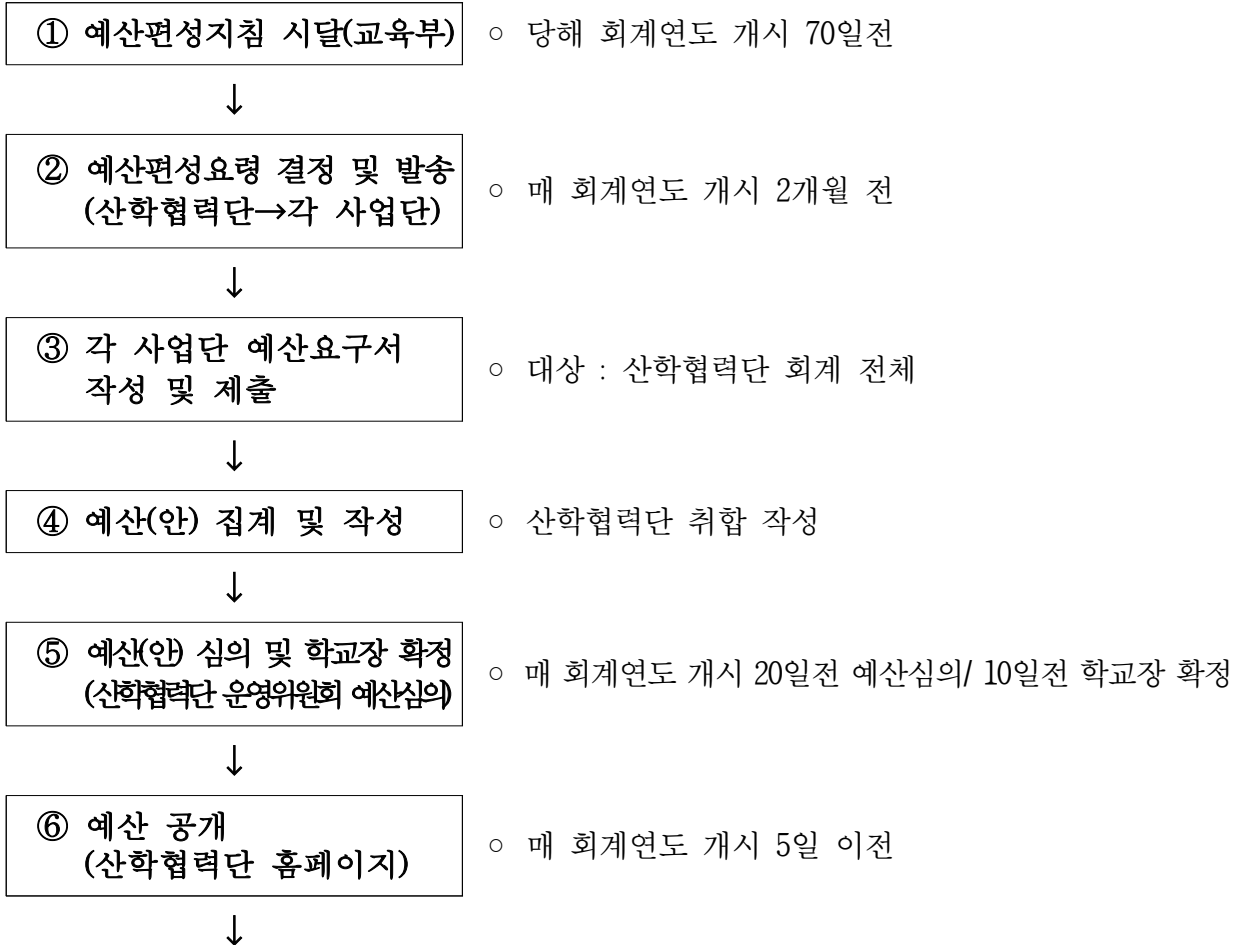 ① 예산편성지침 시달(교육부)
○ 당해 회계연도 개시 70일전
↓
② 예산편성요령 결정 및 발송
(산학협력단→각 사업단)
○ 매 회계연도 개시 2개월 전
↓
③ 각 사업단 예산요구서
작성 및 제출
○ 대상 : 산학협력단 회계 전체
↓
④ 예산(안) 집계 및 작성
○ 산학협력단 취합 작성
↓
⑤ 예산(안) 심의 및 학교장 확정
(산학협력단 운영위원회 예산심의)
○ 매 회계연도 개시 20일전 예산심의/ 10일전 학교장 확정
↓
⑥ 예산 공개
(산학협력단 홈페이지)
○ 매 회계연도 개시 5일 이전
↓